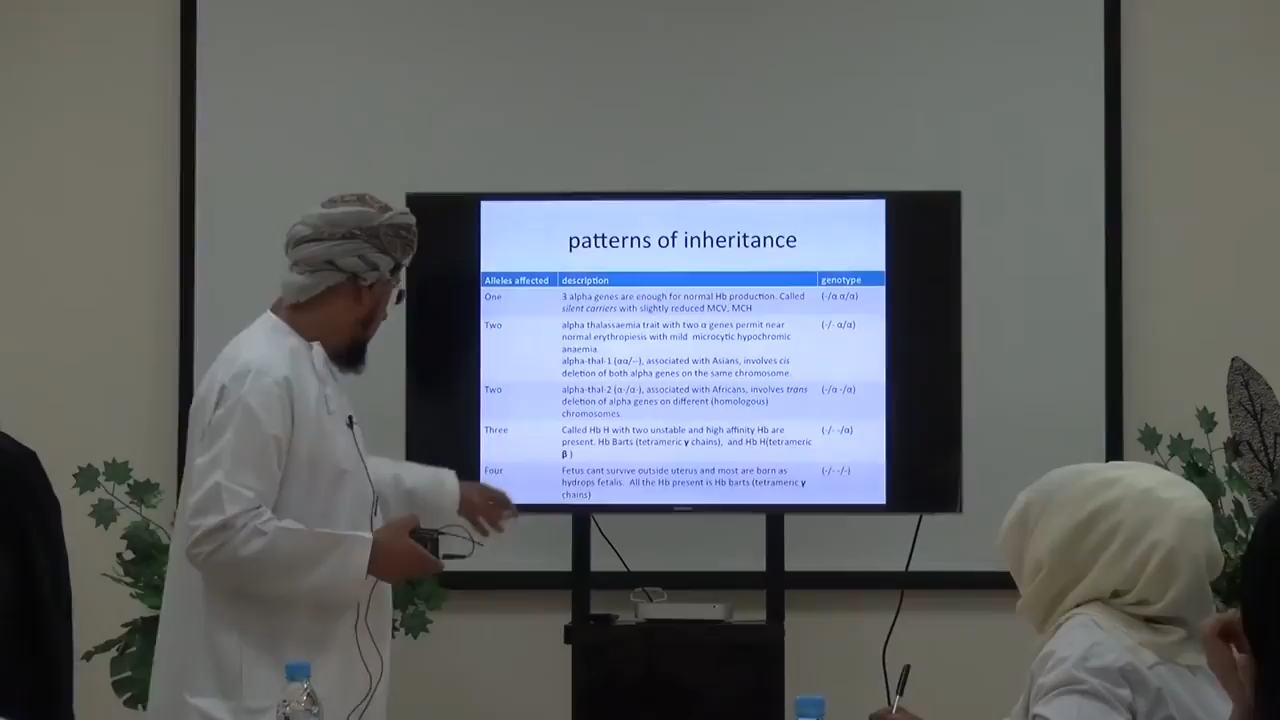 patterns of inheritance
Alleles affected description genotype
One 3 alpha genes are enough for normal Hb production. Called (-/α α/α)
silent carriers with slightly reduced MCV, MCH
Two alpha thalassaemia trait with two α genes permit near (-/- α/α)
normal erythropiesis with mild microcytic hypochromic
anaemia.
alpha-thal-1 (αα/--), associated with Asians, involves cis
deletion of both alpha genes on the same chromosome.
Two alpha-thal-2 (α-/α-), associated with Africans, involves trans (-/α -/α)
deletion of alpha genes on different (homologous)
chromosomes.
Three Called Hb H with two unstable and high affinity Hb are (-/- -/α)
present. Hb Barts (tetrameric γ chains), and Hb H(tetrameric
β )
Four Fetus cant survive outside uterus and most are born as (-/- -/-)
hydrops fetalis. All the Hb present is Hb barts (tetrameric γ
chains)